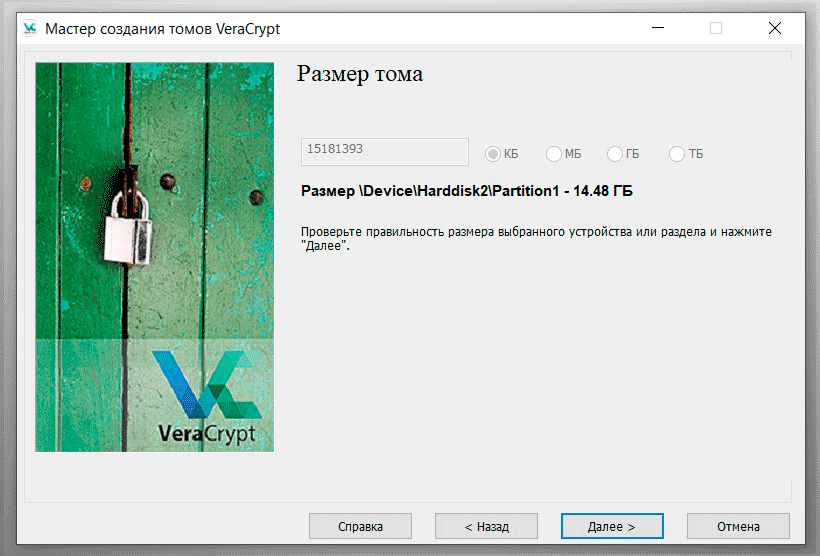 Мастер создания томов VeraCrypt
Размер тома
15181393
КБ
МБ
ГБ
ТБ
Размер \Device\Harddisk2\Partition1 - 14.48 ГБ
Проверьте правильность размера выбранного устройства или раздела и нажмите
"Далее".
VeraCrypt
Справка
< Назад
Далее >
Отмена